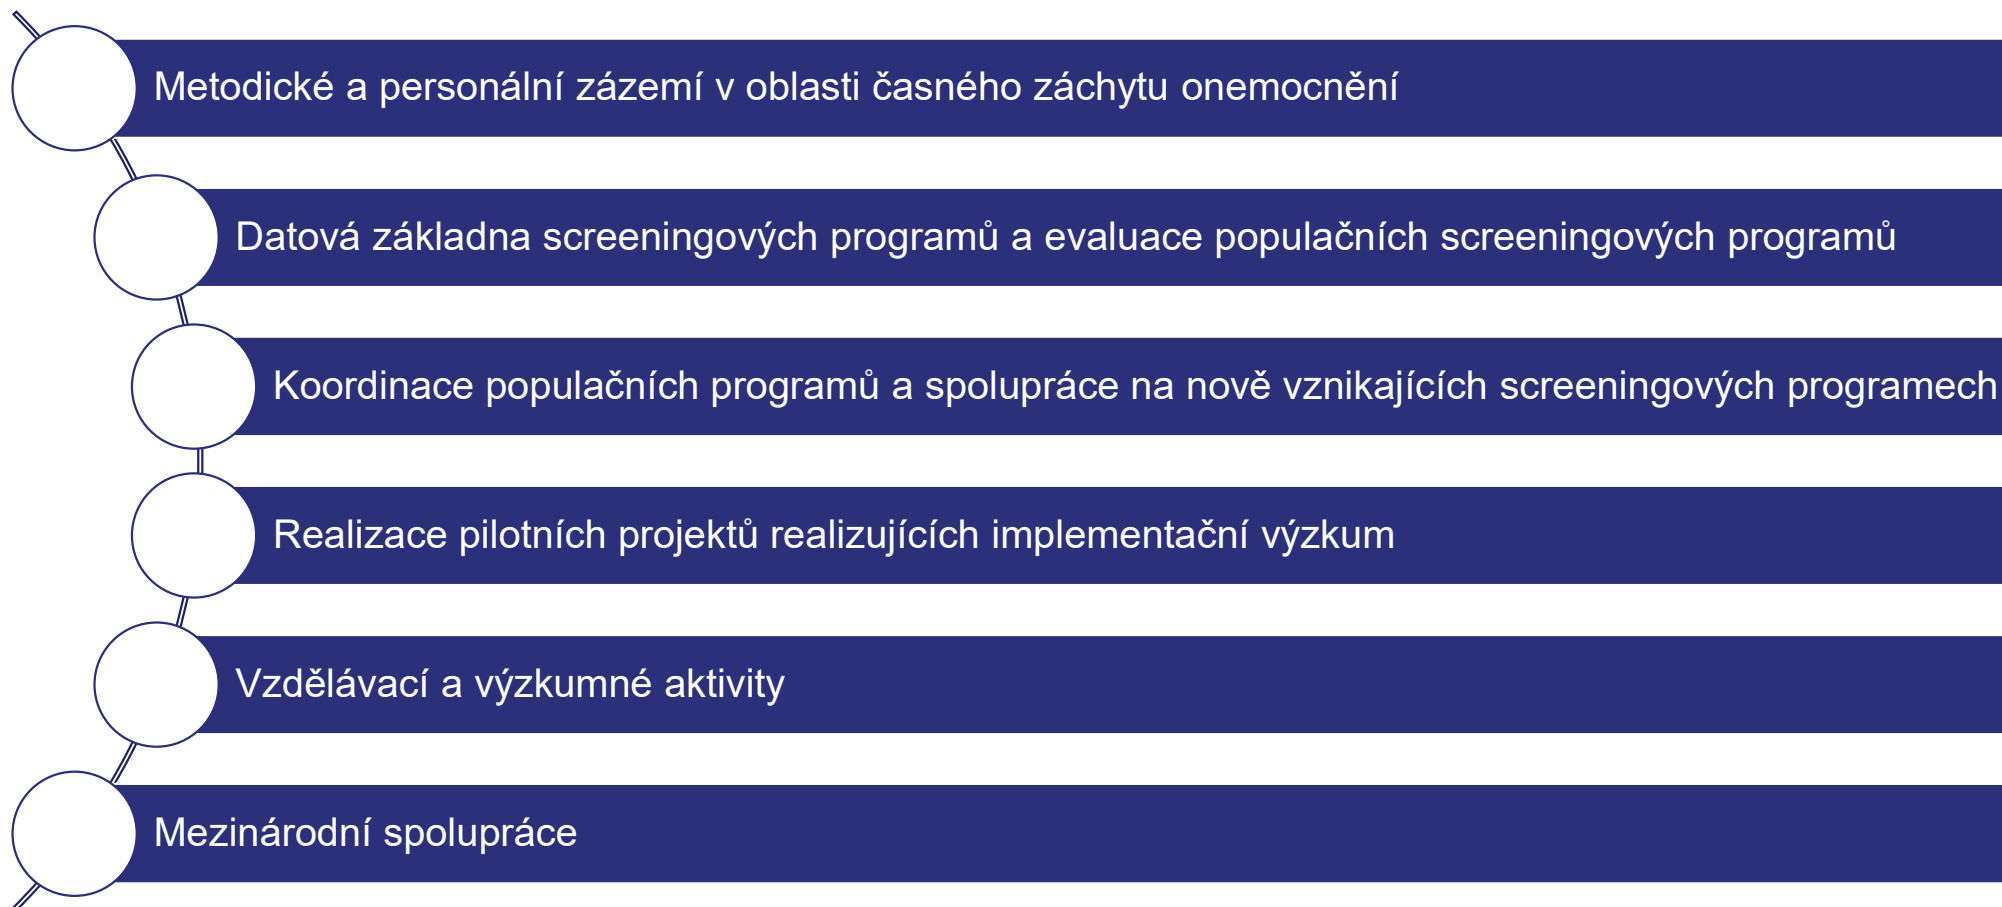 Metodické a personální zázemí v oblasti časného záchytu onemocnění
Datová základna screeningových programů a evaluace populačních screeningových programů
Koordinace populačních programů a spolupráce na nově vznikajících screeningových programech
Realizace pilotních projektů realizujících implementační výzkum
Vzdělávací a výzkumné aktivity
Mezinárodní spolupráce